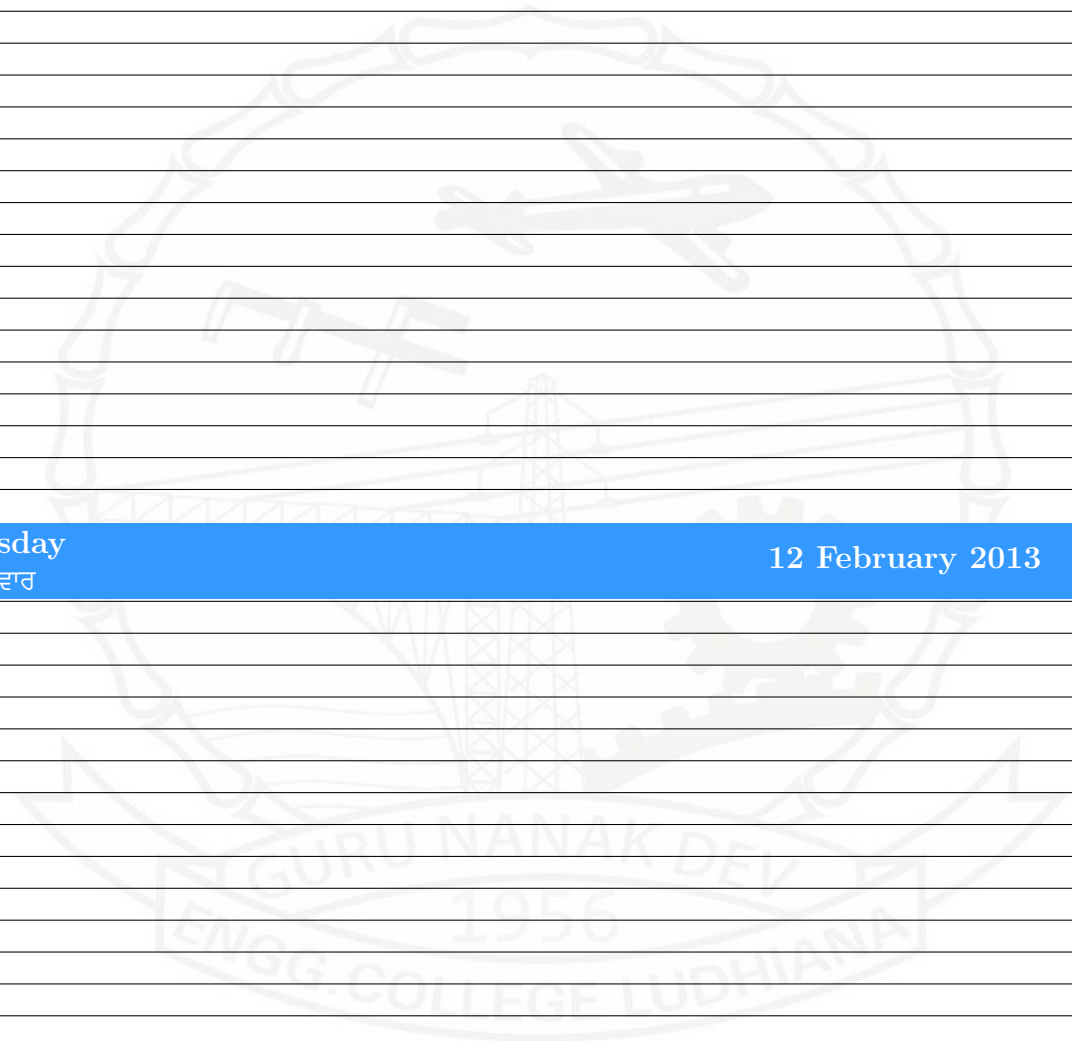 sday
ਵਾਰ
12 February 2013
GURU NANAK DEV
1956
ENGG. COLLEGE LUDHIANA